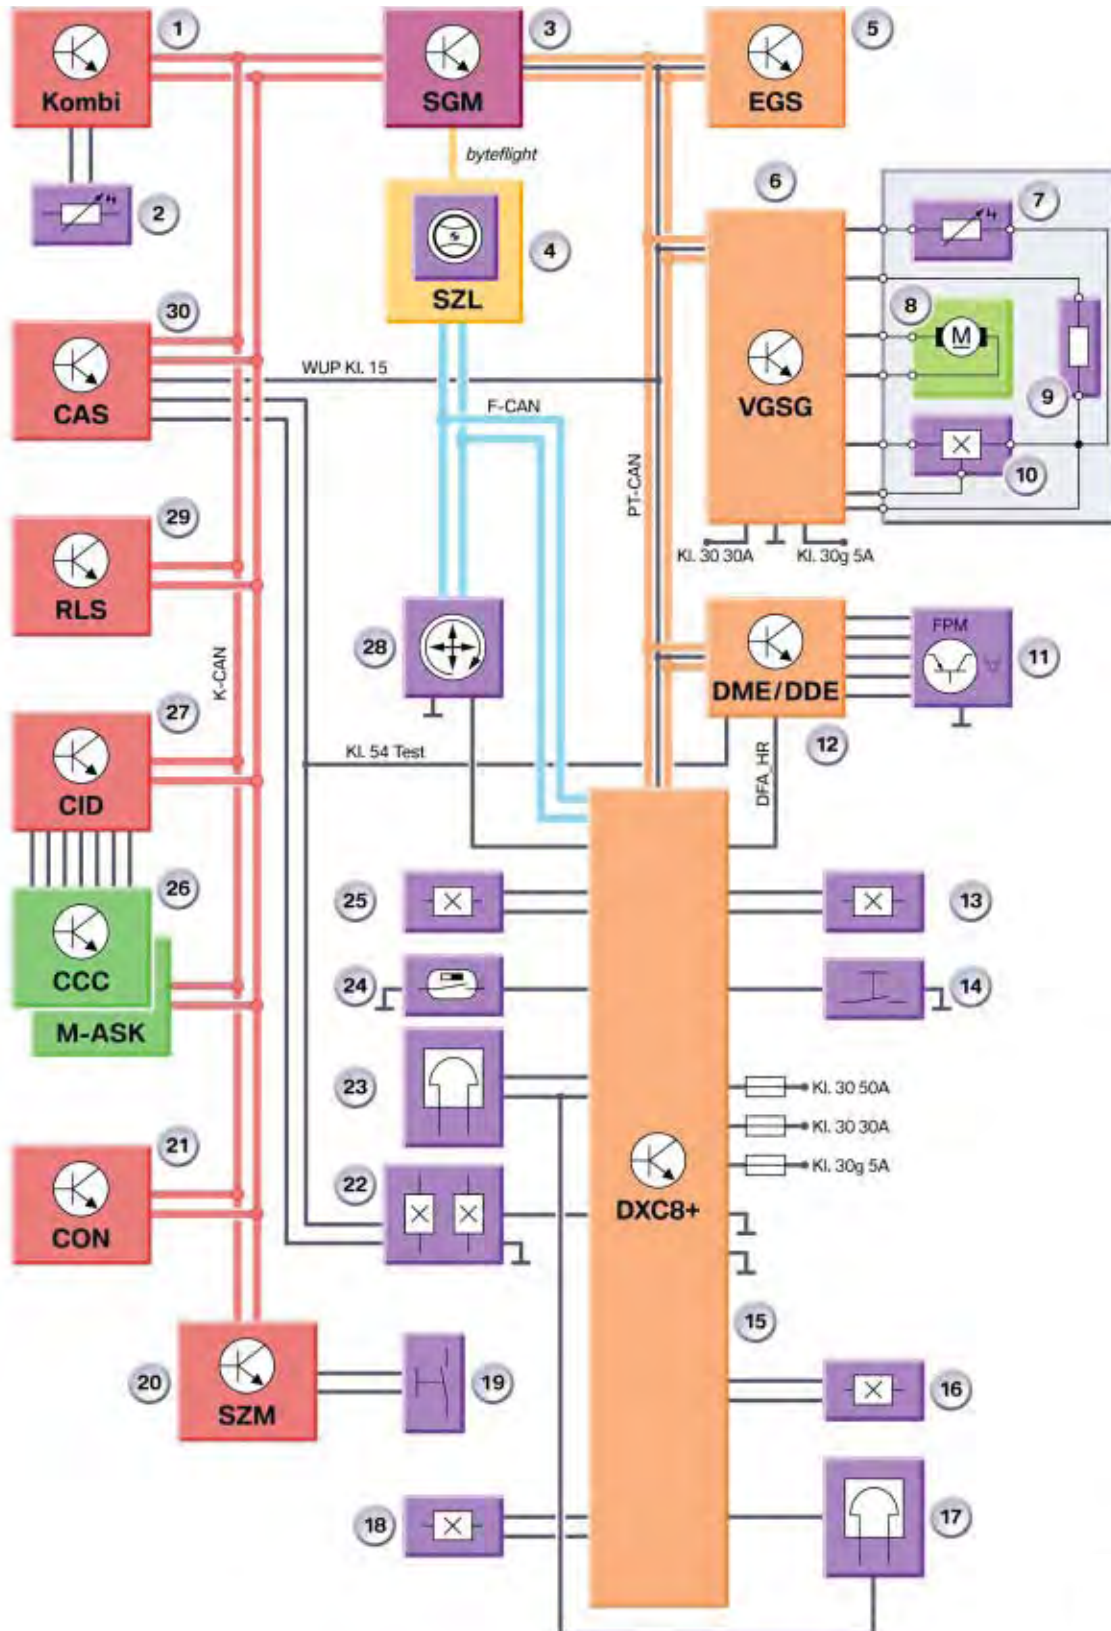 1
3
5
Kombi
SGM
EGS
byteflight
2
6
7
4
SZL
30
8
M
CAS
WUP Kl. 15
VGSG
9
F-CAN
10
PT-CAN
29
Kl. 30 30A
Kl. 30g 5A
RLS
28
FPM
11
K-CAN
DME/DDE
27
12
Kl. 54 Test
DFA_HR
CID
26
25
13
CCC
24
14
M-ASK
23
Kl. 30 50A
Kl. 30 30A
21
22
Kl. 30g 5A
CON
DXC8+
15
20
19
16
SZM
18
17